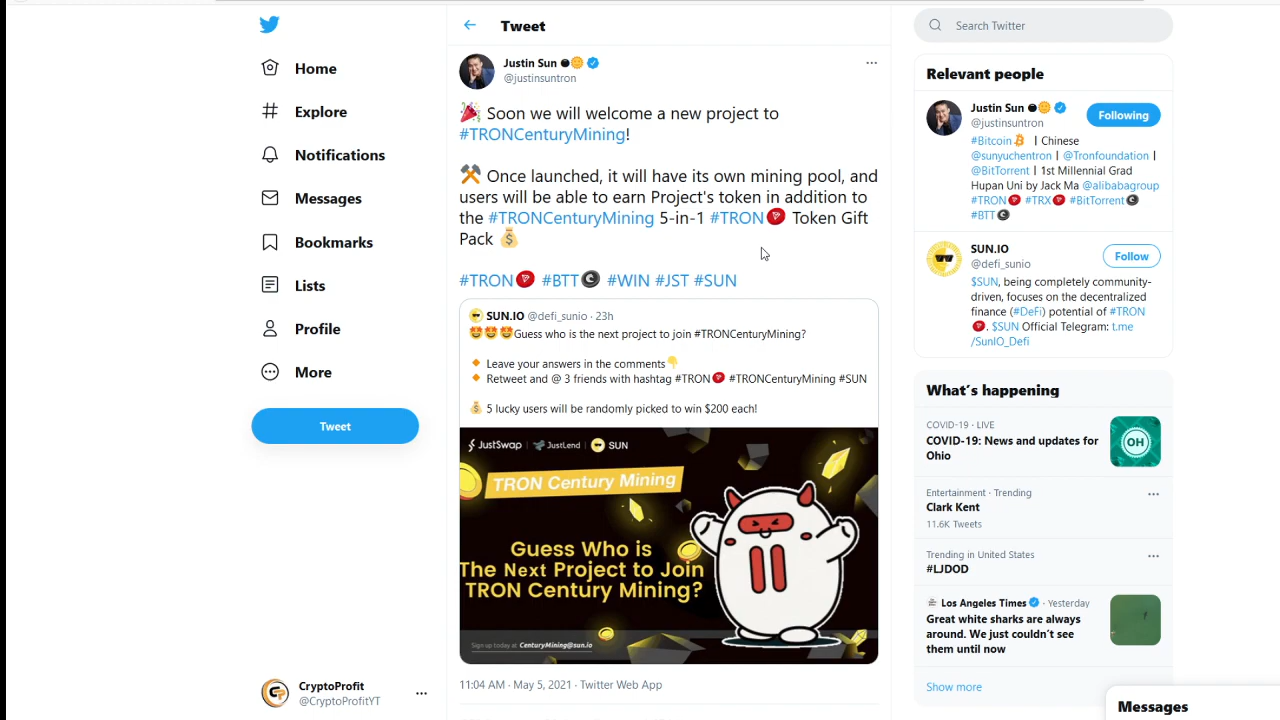 Home
Explore
Notifications
Messages
Bookmarks
Lists
Profile
More
Tweet
CryptoProfit
@CryptoProfitYT
Tweet
Justin Sun
@justinsuntron
Soon we will welcome a new project to
#TRONCenturyMining!
Once launched, it will have its own mining pool, and
users will be able to earn Project's token in addition to
the #TRONCenturyMining 5-in-1 #TRON Token Gift
Pack
#TRON #BTT #WIN #JST #SUN
SUN.IO @defi_sunio · 23h
Guess who is the next project to join #TRONCenturyMining?
Leave your answers in the comments
Retweet and @ 3 friends with hashtag #TRON #TRONCenturyMining #SUN
5 lucky users will be randomly picked to win $200 each!
JustSwap | JustLend | SUN
TRON Century Mining
Guess Who is
The Next Project to Join
TRON Century Mining?
Sign up today at CenturyMining@sun.io
11:04 AM · May 5, 2021 · Twitter Web App
Search Twitter
Relevant people
Justin Sun
@justinsuntron
Following
#Bitcoin | Chinese
@sunyuchentron | @Tronfoundation |
@BitTorrent | 1st Millennial Grad
Hupan Uni by Jack Ma @alibabagroup
#TRON #TRX #BitTorrent
#BTT
SUN.IO
@defi_sunio
Follow
$SUN, being completely community-
driven, focuses on the decentralized
finance (#DeFi) potential of #TRON
. $SUN Official Telegram: t.me
/SunIO_Defi
What's happening
COVID-19 · LIVE
COVID-19: News and updates for
Ohio
OH
Entertainment · Trending
Clark Kent
11.6K Tweets
Trending in United States
#LJDOD
Los Angeles Times · Yesterday
Great white sharks are always
around. We just couldn't see
them until now
Show more
Messages